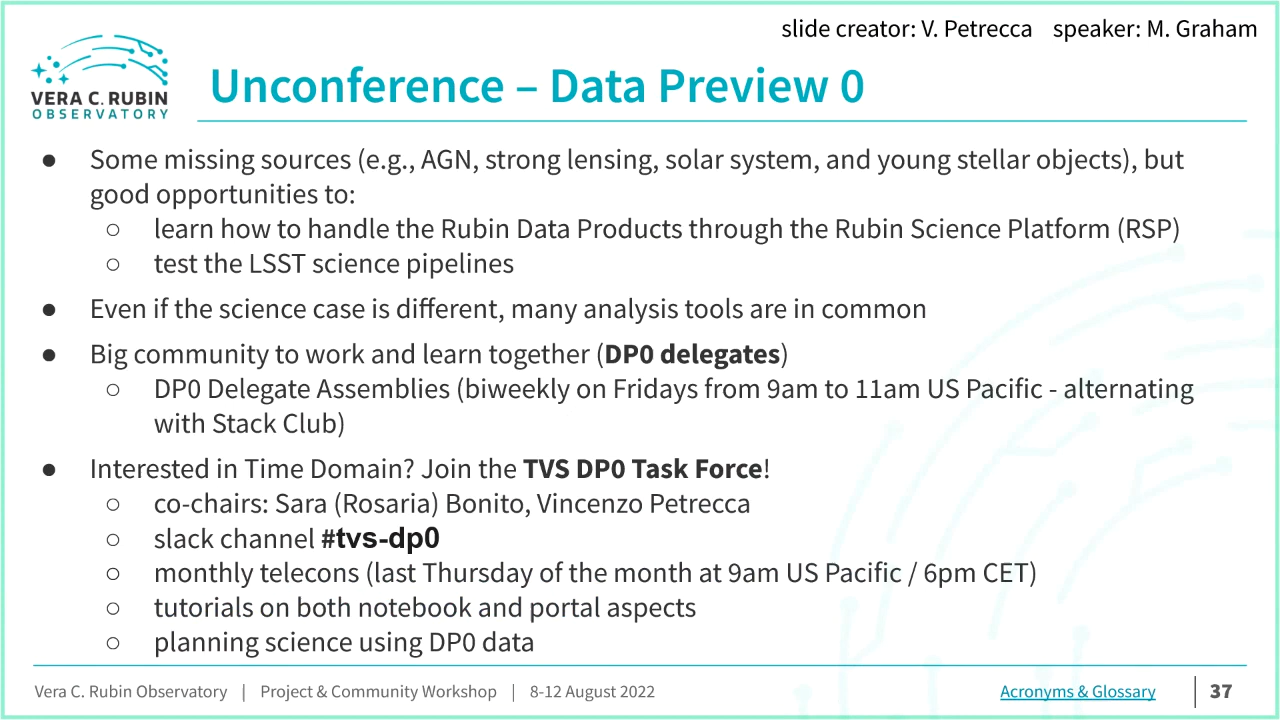 slide creator: V. Petrecca speaker: M. Graham
VERA C. RUBIN
OBSERVATORY
Unconference – Data Preview 0
● Some missing sources (e.g., AGN, strong lensing, solar system, and young stellar objects), but
good opportunities to:
○ learn how to handle the Rubin Data Products through the Rubin Science Platform (RSP)
○ test the LSST science pipelines
● Even if the science case is different, many analysis tools are in common
● Big community to work and learn together (DP0 delegates)
○ DP0 Delegate Assemblies (biweekly on Fridays from 9am to 11am US Pacific - alternating
with Stack Club)
● Interested in Time Domain? Join the TVS DP0 Task Force!
○ co-chairs: Sara (Rosaria) Bonito, Vincenzo Petrecca
○ slack channel #tvs-dp0
○ monthly telecons (last Thursday of the month at 9am US Pacific / 6pm CET)
○ tutorials on both notebook and portal aspects
○ planning science using DP0 data
Vera C. Rubin Observatory | Project & Community Workshop | 8-12 August 2022
Acronyms & Glossary | 37